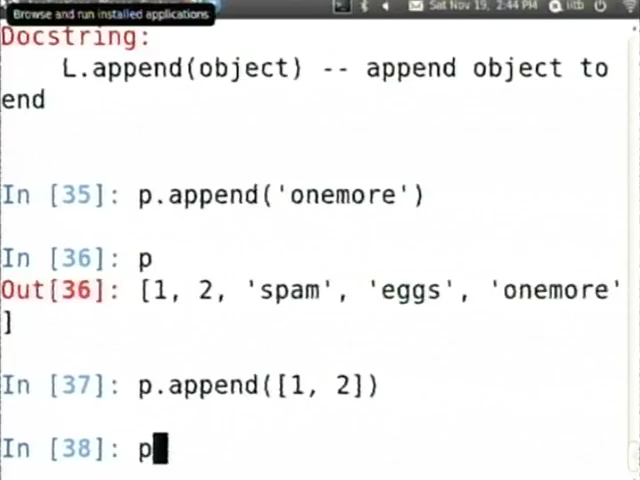 Browse and run installed applications
Sat Nov 19, 2:44 PM
iitb
Docstring:
L.append(object) -- append object to
end
In [35]: p.append('onemore')
In [36]: p
Out[36]: [1, 2, 'spam', 'eggs', 'onemore'
]
In [37]: p.append([1, 2])
In [38]: p